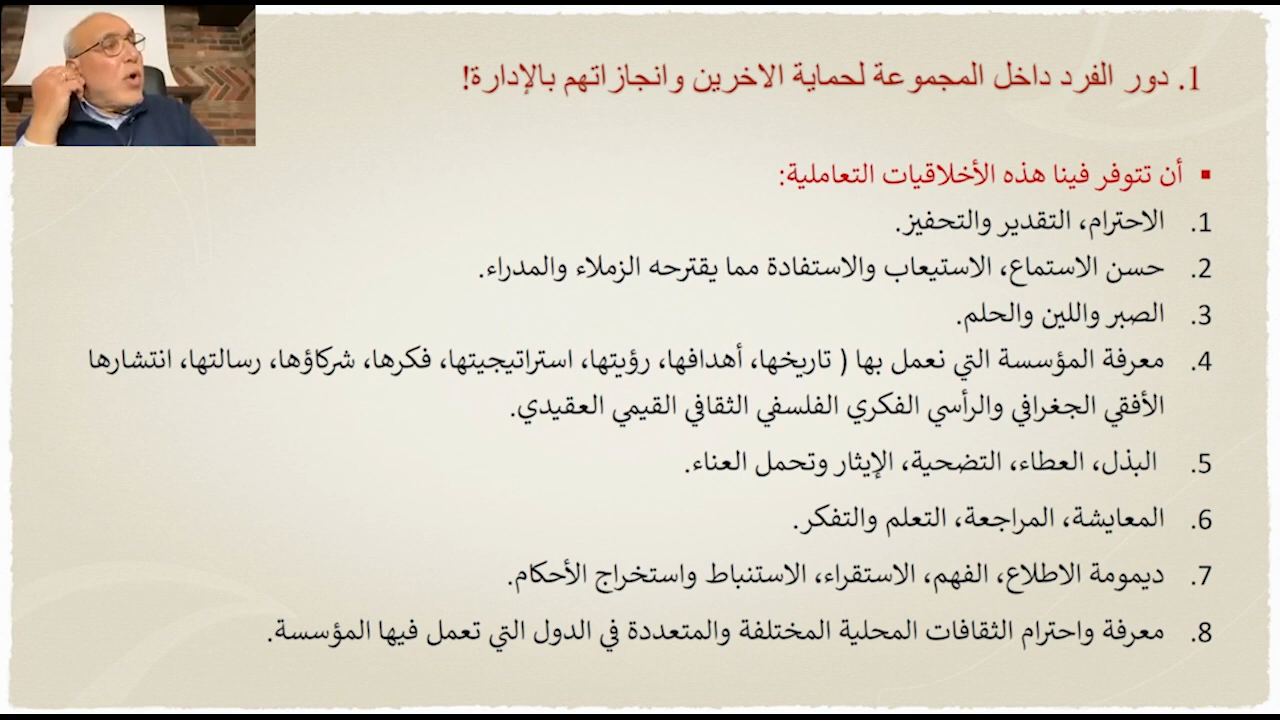 1. دور الفرد داخل المجموعة لحماية الاخرين وانجازاتهم بالإدارة!
▪ أن تتوفر فينا هذه الأخلاقيات التعاملية:
1. الاحترام، التقدير والتحفيز.
2. حسن الاستماع، الاستيعاب والاستفادة مما يقترحه الزملاء والمدراء.
3. الصبر واللين والحلم.
4. معرفة المؤسسة التي نعمل بها ( تاريخها، أهدافها، رؤيتها، استراتيجيتها، فكرها، شركاؤها، رسالتها، انتشارها
الأفقي الجغرافي والرأسي الفكري الفلسفي الثقافي القيمي العقيدي.
5. البذل، العطاء، التضحية، الإيثار وتحمل العناء.
6. المعايشة، المراجعة، التعلم والتفكر.
7. ديمومة الاطلاع، الفهم، الاستقراء، الاستنباط واستخراج الأحكام.
8. معرفة واحترام الثقافات المحلية المختلفة والمتعددة في الدول التي تعمل فيها المؤسسة.